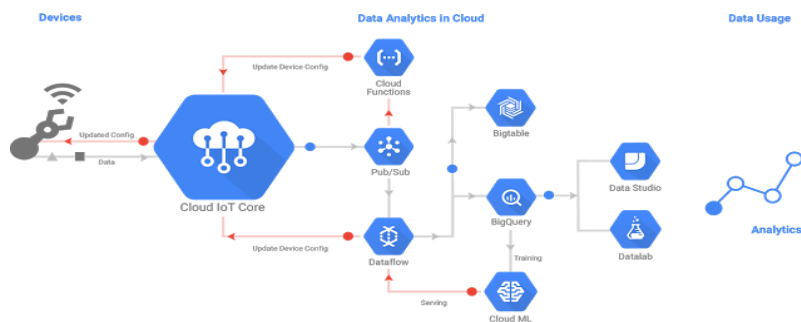 Devices
Data Analytics in Cloud
Data Usage
Update Device Config
Cloud
Functions
Updated Config
Data
Cloud IoT Core
Pub/Sub
Bigtable
Data Studio
BigQuery
Update Device Config
Dataflow
Datalab
Analytics
Training
Serving
Cloud ML